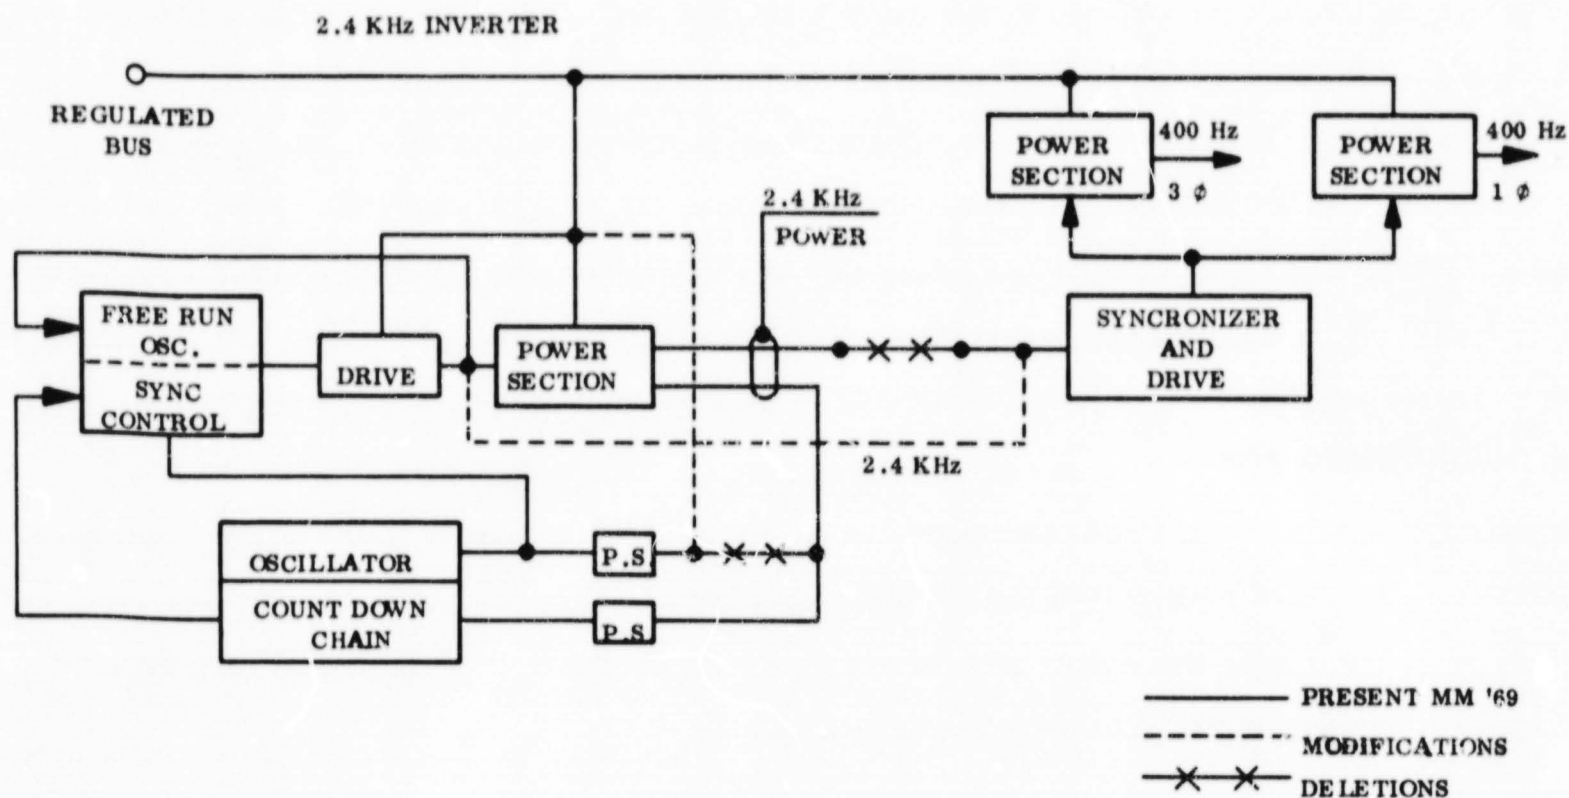 2.4 KHz INVERTER
REGULATED
BUS
POWER
SECTION
400 Hz
3 φ
POWER
SECTION
400 Hz
1 φ
2.4 KHz
POWER
FREE RUN
OSC.
SYNC
CONTROL
DRIVE
POWER
SECTION
SYNCRONIZER
AND
DRIVE
2.4 KHz
OSCILLATOR
COUNT DOWN
CHAIN
P.S.
P.S
PRESENT MM '69
MODIFICATIONS
DELETIONS